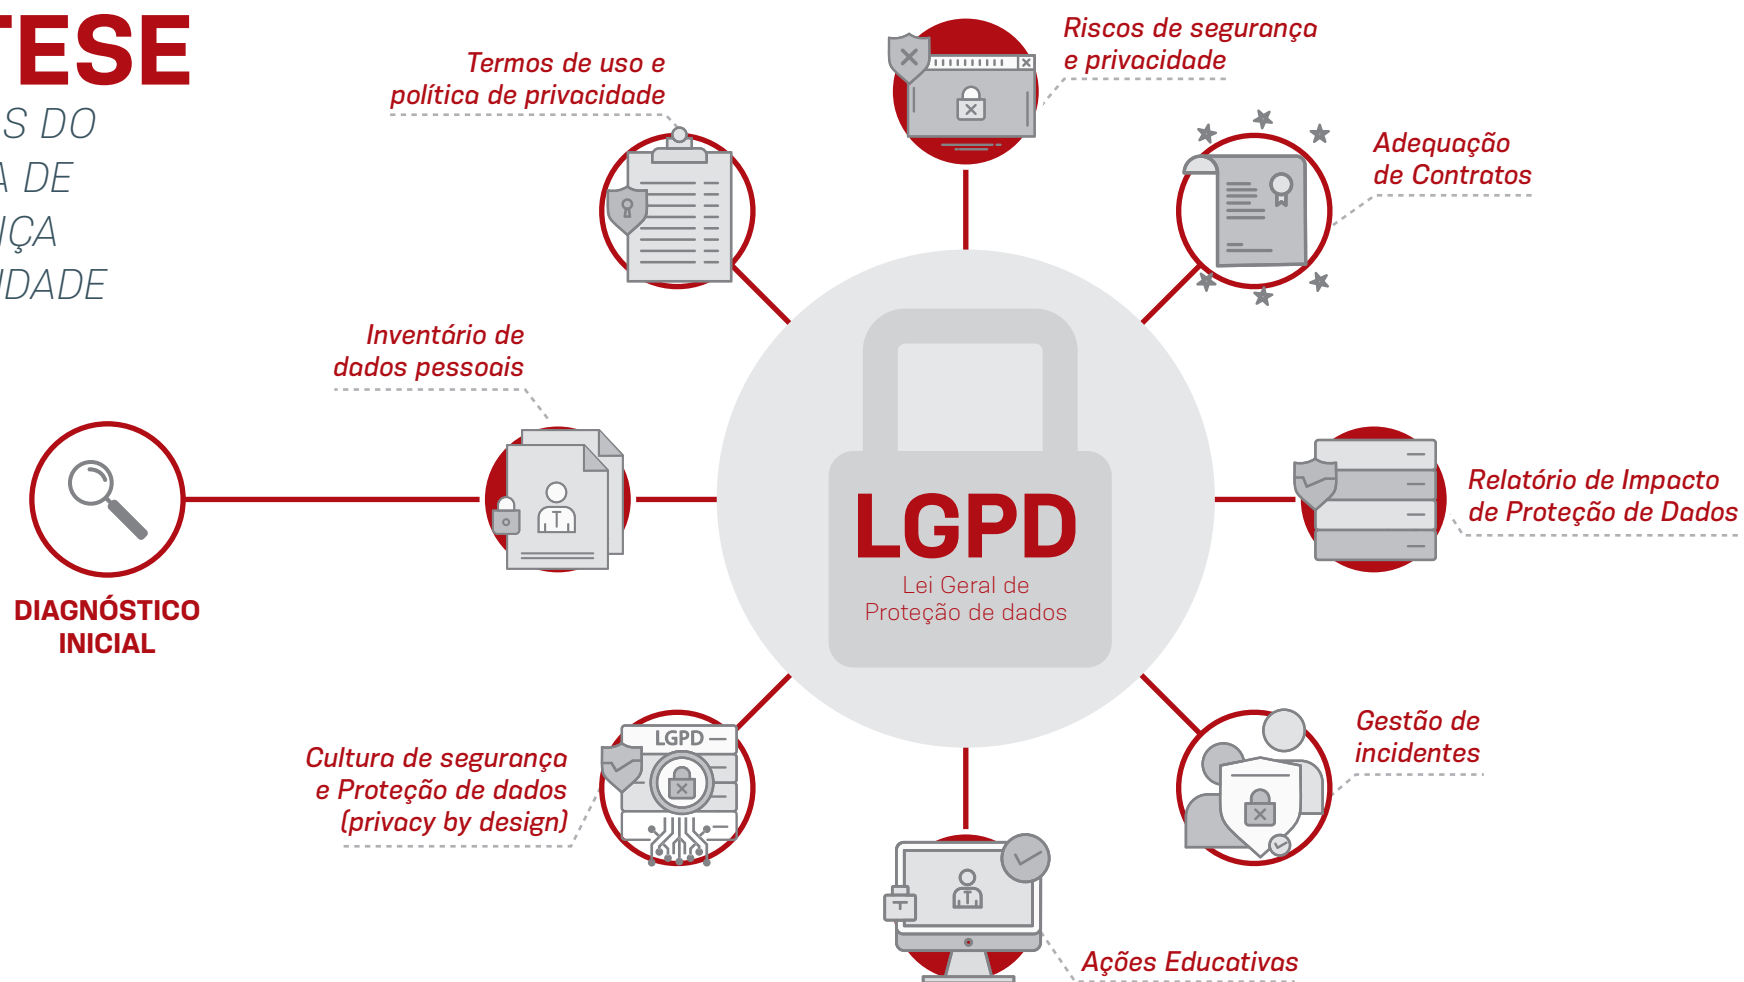 TESE
S DO
A DE
NÇA
IDADE
Termos de uso e
política de privacidade
Riscos de segurança
e privacidade
Adequação
de Contratos
Inventário de
dados pessoais
DIAGNÓSTICO
INICIAL
LGPD
Lei Geral de
Proteção de dados
Relatório de Impacto
de Proteção de Dados
Cultura de segurança
e Proteção de dados
(privacy by design)
LGPD
Gestão de
incidentes
Ações Educativas